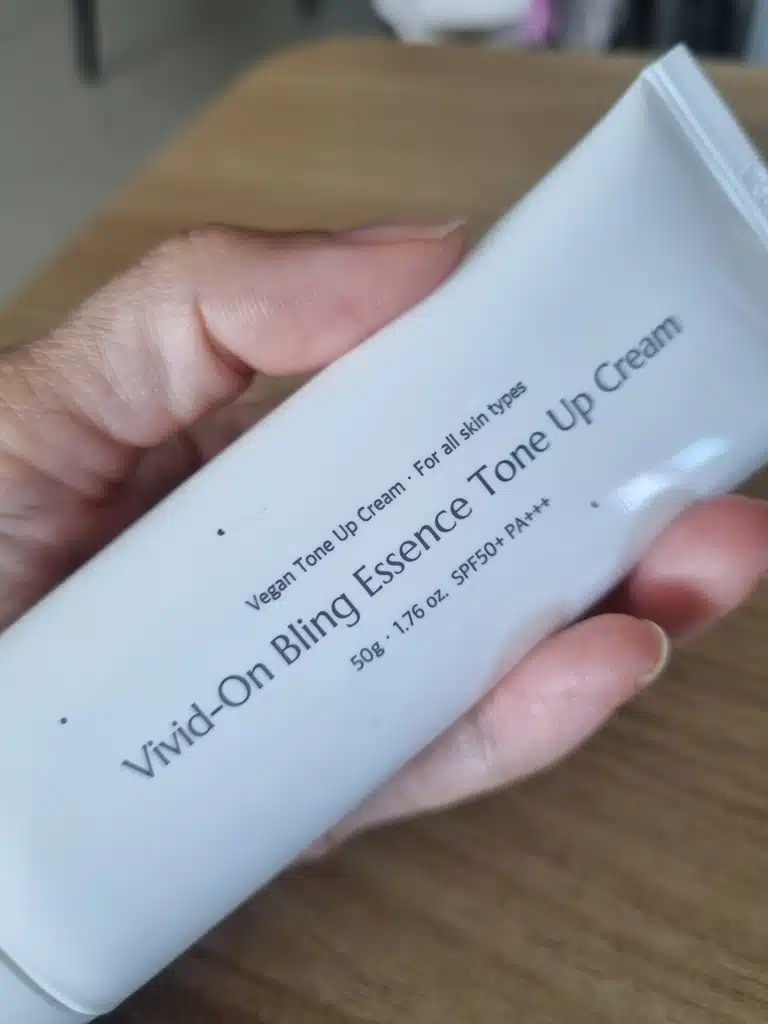 Vegan Tone Up Cream · For all skin types
Vivid-On Bling Essence Tone Up Cream
50g · 1.76 oz. SPF50+ PA+++